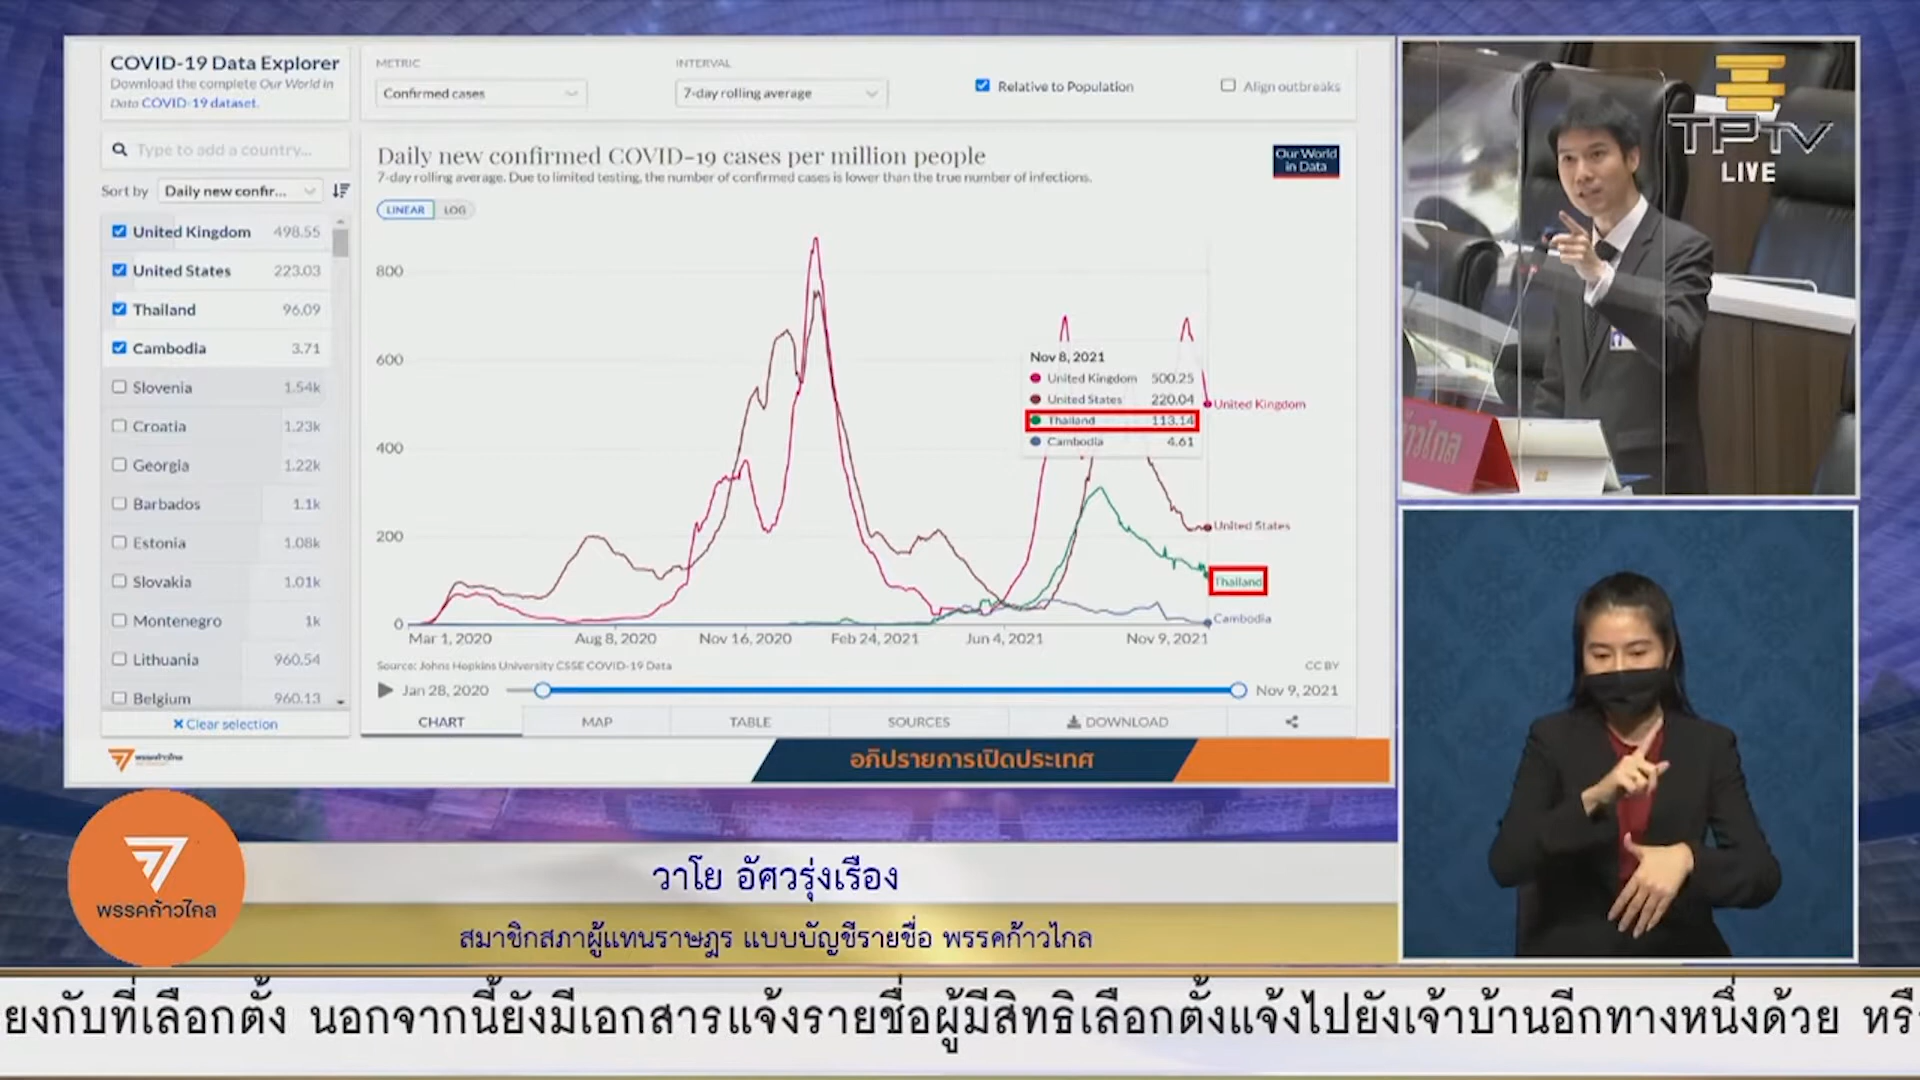 COVID-19 Data Explorer
Download the complete Our World in
Data COVID-19 dataset.
Type to add a country...
Sort by Daily new confir...
United Kingdom 498.55
United States 223.03
Thailand 96.09
Cambodia 3.71
Slovenia 1.54k
Croatia 1.23k
Georgia 1.22k
Barbados 1.1k
Estonia 1.08k
Slovakia 1.01k
Montenegro 1k
Lithuania 960.54
Belgium 960.13
Clear selection
METRIC
Confirmed cases
INTERVAL
7-day rolling average
Relative to Population
Align outbreaks
Daily new confirmed COVID-19 cases per million people
7-day rolling average. Due to limited testing, the number of confirmed cases is lower than the true number of infections.
Our World
in Data
LINEAR LOG
800
600
400
200
0
Nov 8, 2021
United Kingdom 500.25
United States 220.04
Thailand 113.14
Cambodia 4.61
United Kingdom
United States
Thailand
Cambodia
Mar 1, 2020 Aug 8, 2020 Nov 16, 2020 Feb 24, 2021 Jun 4, 2021 Nov 9, 2021
Source: Johns Hopkins University CSSE COVID-19 Data
CC BY
Jan 28, 2020 Nov 9, 2021
CHART MAP TABLE SOURCES DOWNLOAD
พรรคก้าวไกล
อภิปรายการเปิดประเทศ
TPTV
LIVE
พรรคก้าวไกล
วาโย อัศวรุ่งเรือง
สมาชิกสภาผู้แทนราษฎร แบบบัญชีรายชื่อ พรรคก้าวไกล
ยงกับที่เลือกตั้ง นอกจากนี้ยังมีเอกสารแจ้งรายชื่อผู้มีสิทธิเลือกตั้งแจ้งไปยังเจ้าบ้านอีกทางหนึ่งด้วย หรื